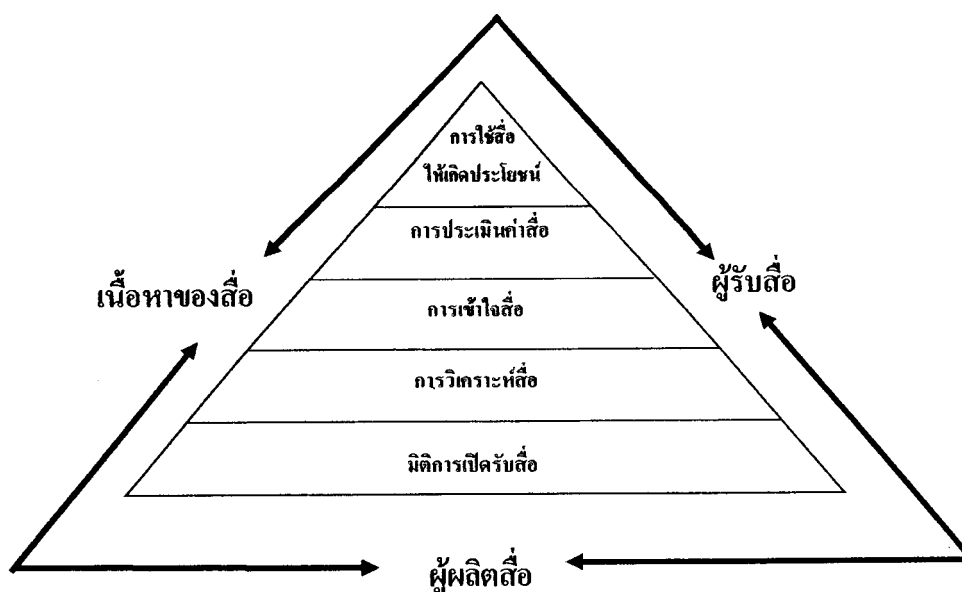 การใช้สื่อ
ให้เกิดประโยชน์
การประเมินค่าสื่อ
เนื้อหาของสื่อ
ผู้รับสื่อ
การเข้าใจสื่อ
การวิเคราะห์สื่อ
มิติการเปิดรับสื่อ
ผู้ผลิตสื่อ